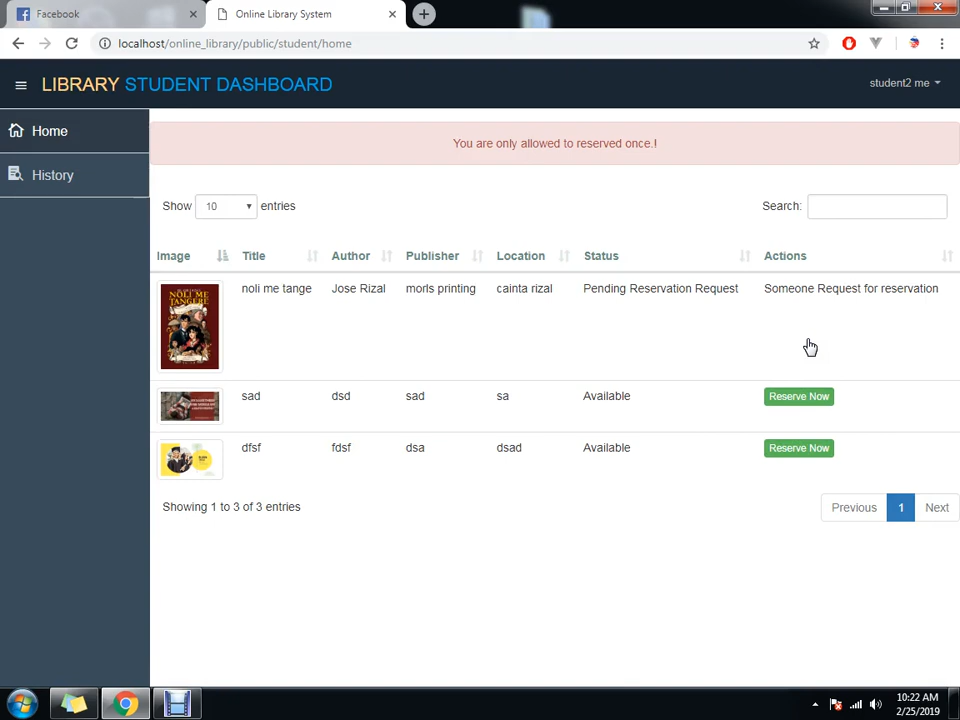 Facebook
Online Library System
localhost/online_library/public/student/home
LIBRARY STUDENT DASHBOARD
student2 me
Home
You are only allowed to reserved once.!
History
Show 10 entries
Search:
Image Title Author Publisher Location Status Actions
NOLI ME
TANGERE
noli me tange Jose Rizal morls printing cainta rizal Pending Reservation Request Someone Request for reservation
sad dsd sad sa Available Reserve Now
dfsf fdsf dsa dsad Available Reserve Now
Showing 1 to 3 of 3 entries
Previous 1 Next
10:22 AM
2/25/2019